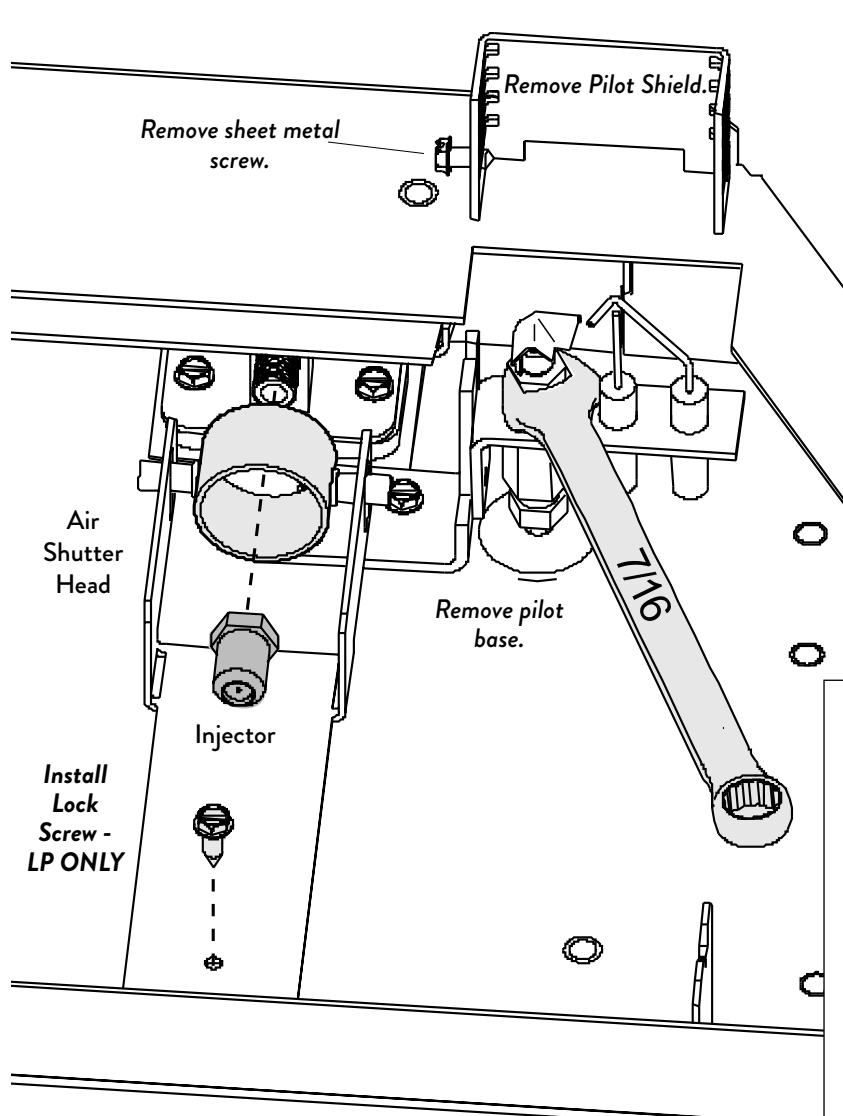 Remove Pilot Shield.
Remove sheet metal
screw.
Air
Shutter
Head
7/16
Remove pilot
base.
Injector
Install
Lock
Screw -
LP ONLY